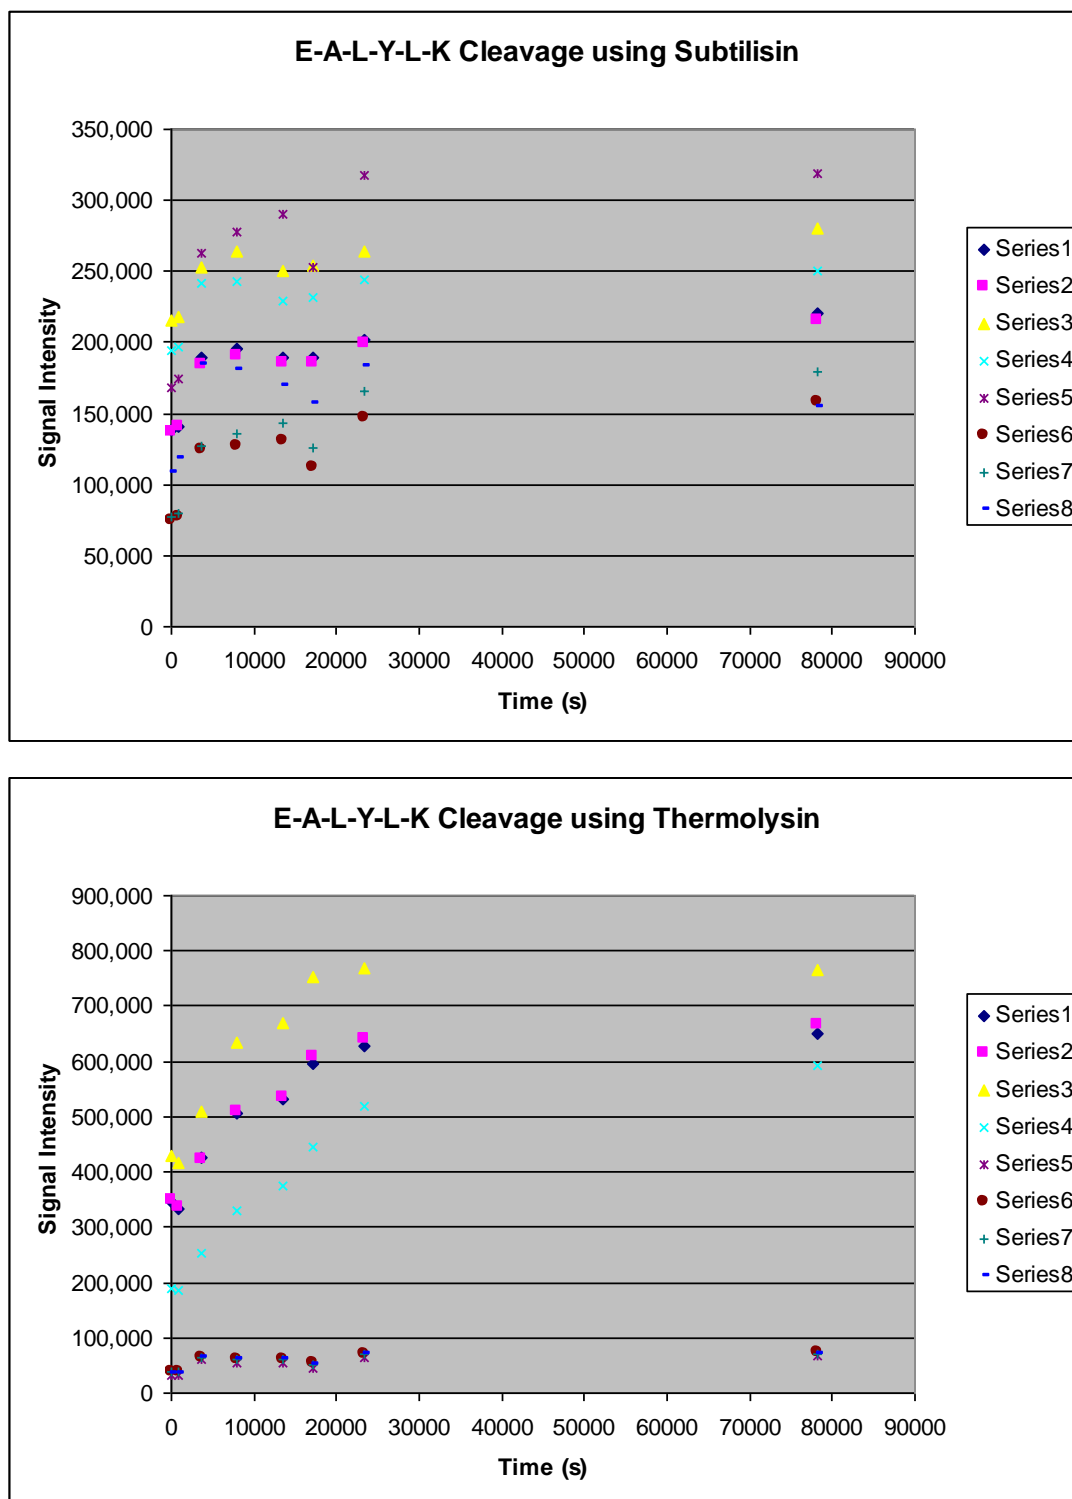 E-A-L-Y-L-K Cleavage using Subtilisin
350,000
300,000
250,000
200,000
150,000
100,000
50,000
0
Signal Intensity
0 10000 20000 30000 40000 50000 60000 70000 80000 90000
Time (s)
Series1
Series2
Series3
Series4
Series5
Series6
Series7
Series8
E-A-L-Y-L-K Cleavage using Thermolysin
900,000
800,000
700,000
600,000
500,000
400,000
300,000
200,000
100,000
0
Signal Intensity
0 10000 20000 30000 40000 50000 60000 70000 80000 90000
Time (s)
Series1
Series2
Series3
Series4
Series5
Series6
Series7
Series8